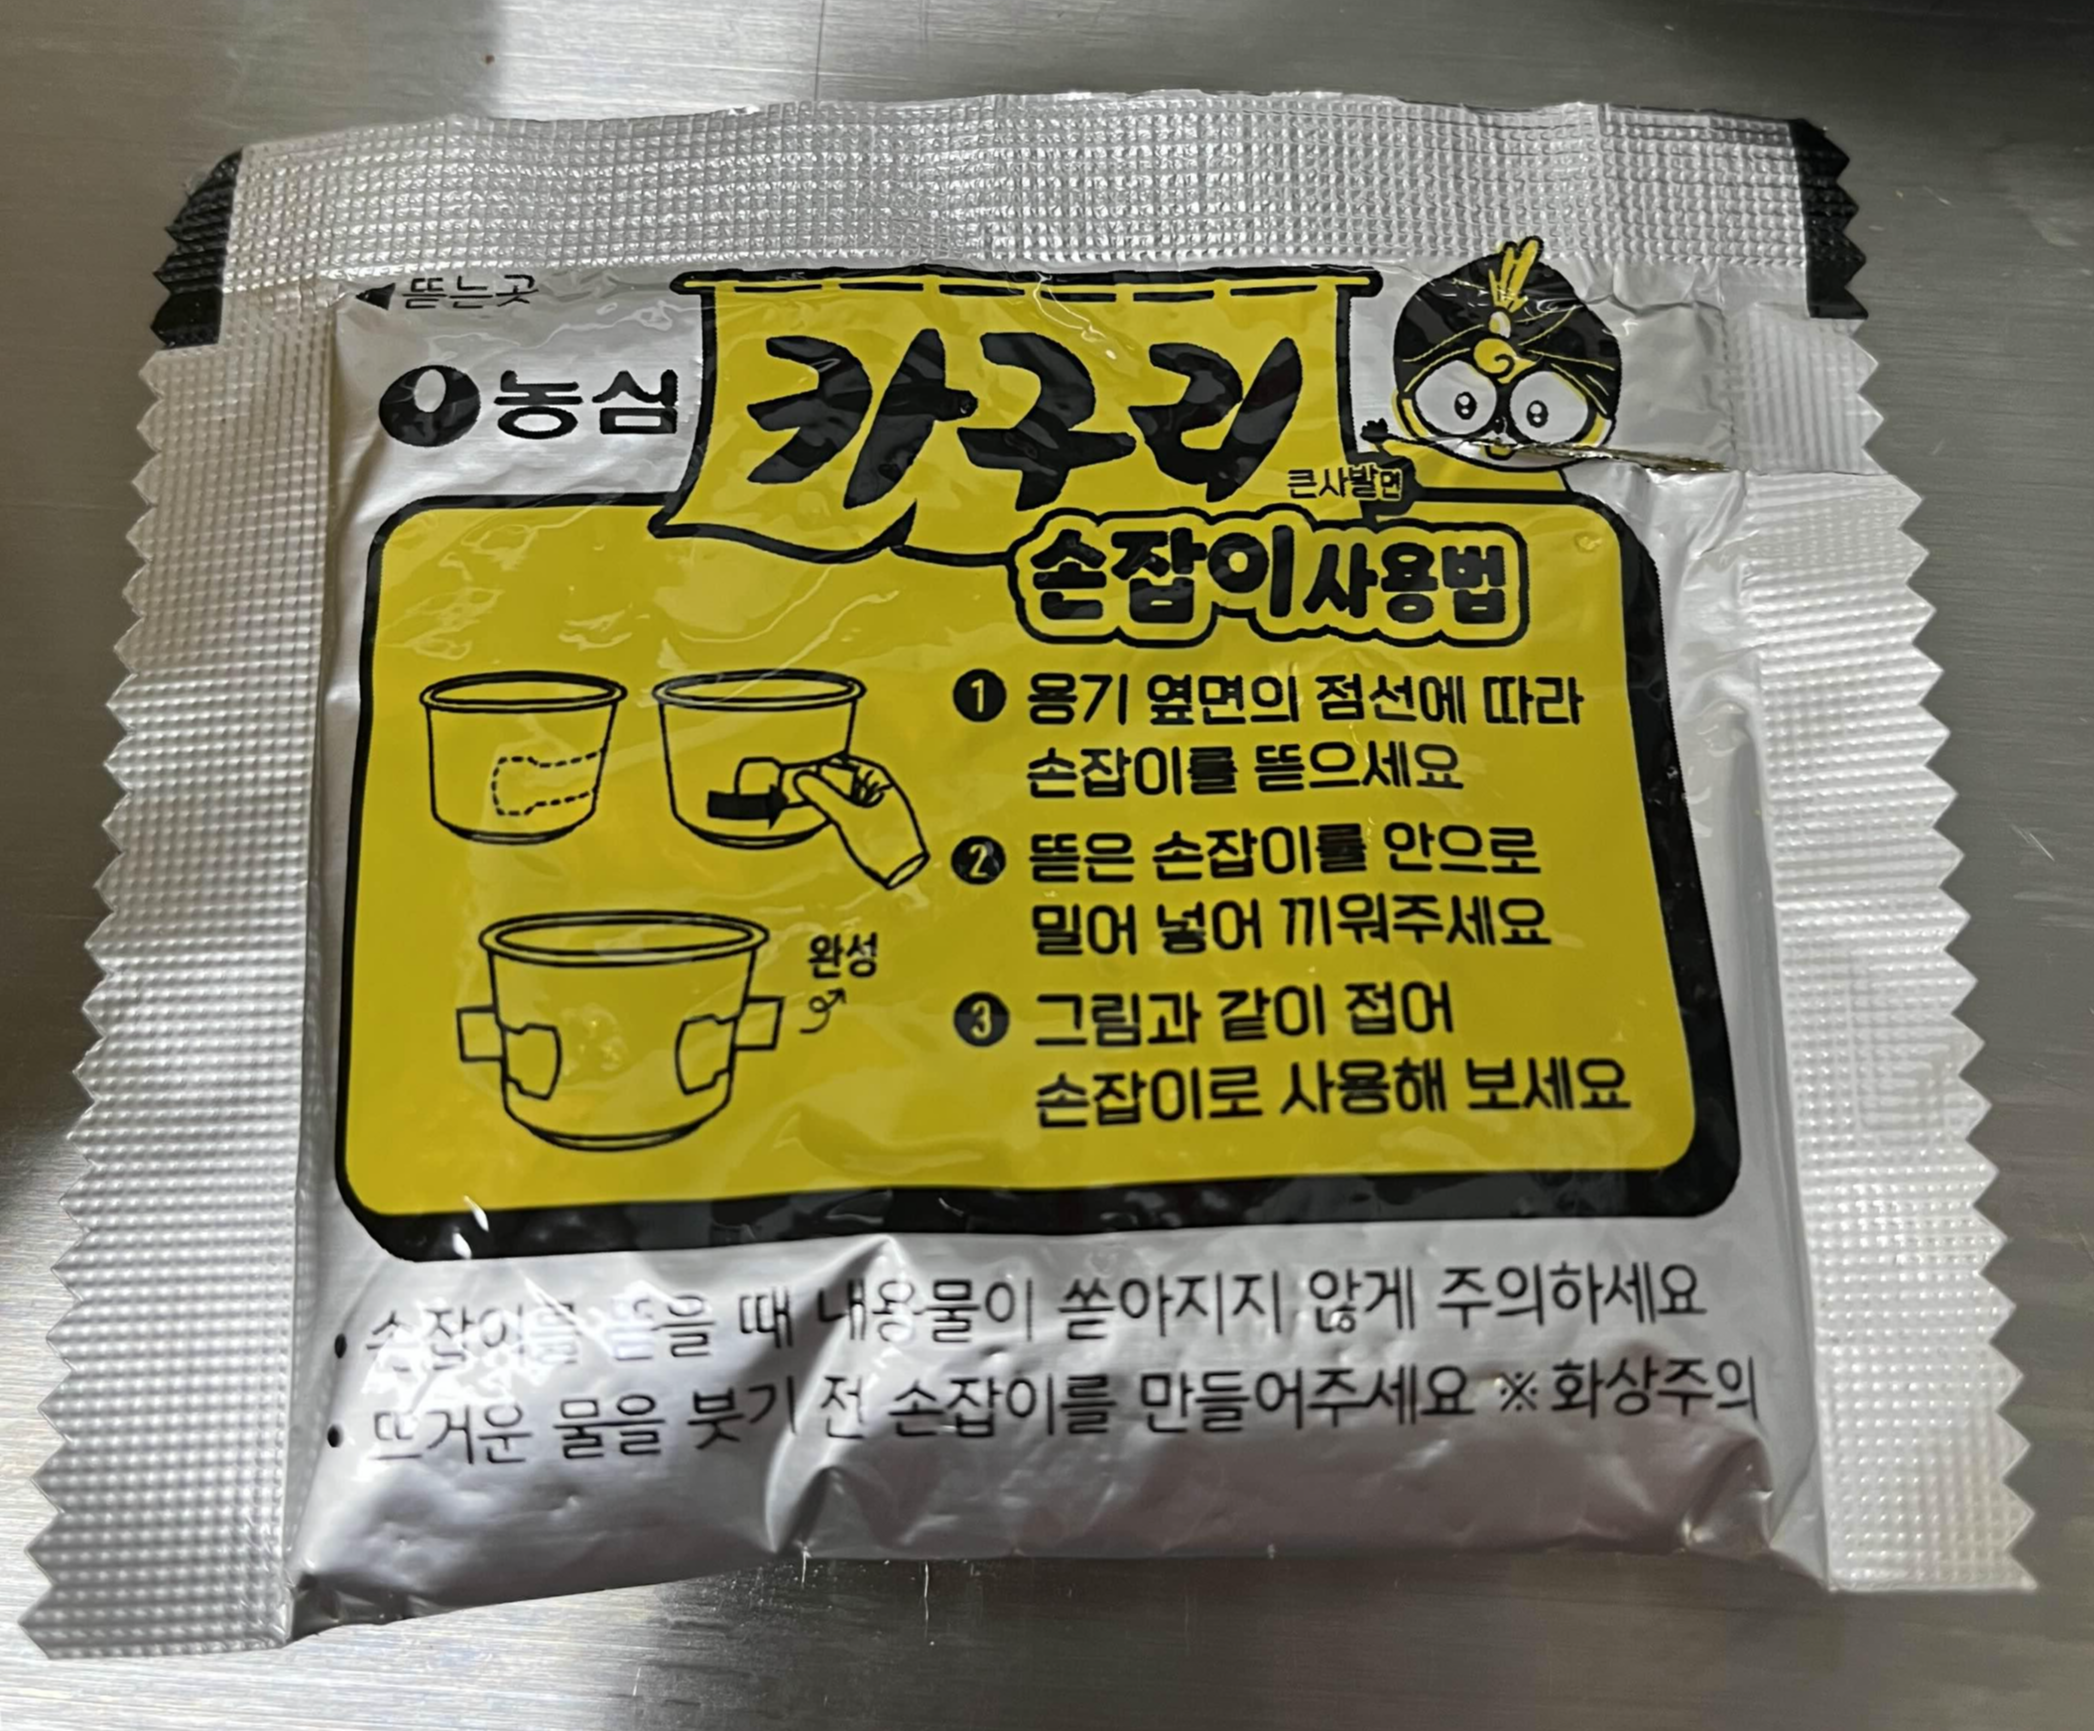 ◀뜯는곳
농심
카구리
큰사발면
손잡이 사용법
1 용기 옆면의 점선에 따라
손잡이를 뜯으세요
2 뜯은 손잡이를 안으로
밀어 넣어 끼워주세요
완성
3 그림과 같이 접어
손잡이로 사용해 보세요
• 손잡이를 뜯을 때 내용물이 쏟아지지 않게 주의하세요
• 뜨거운 물을 붓기 전 손잡이를 만들어주세요 ※화상주의